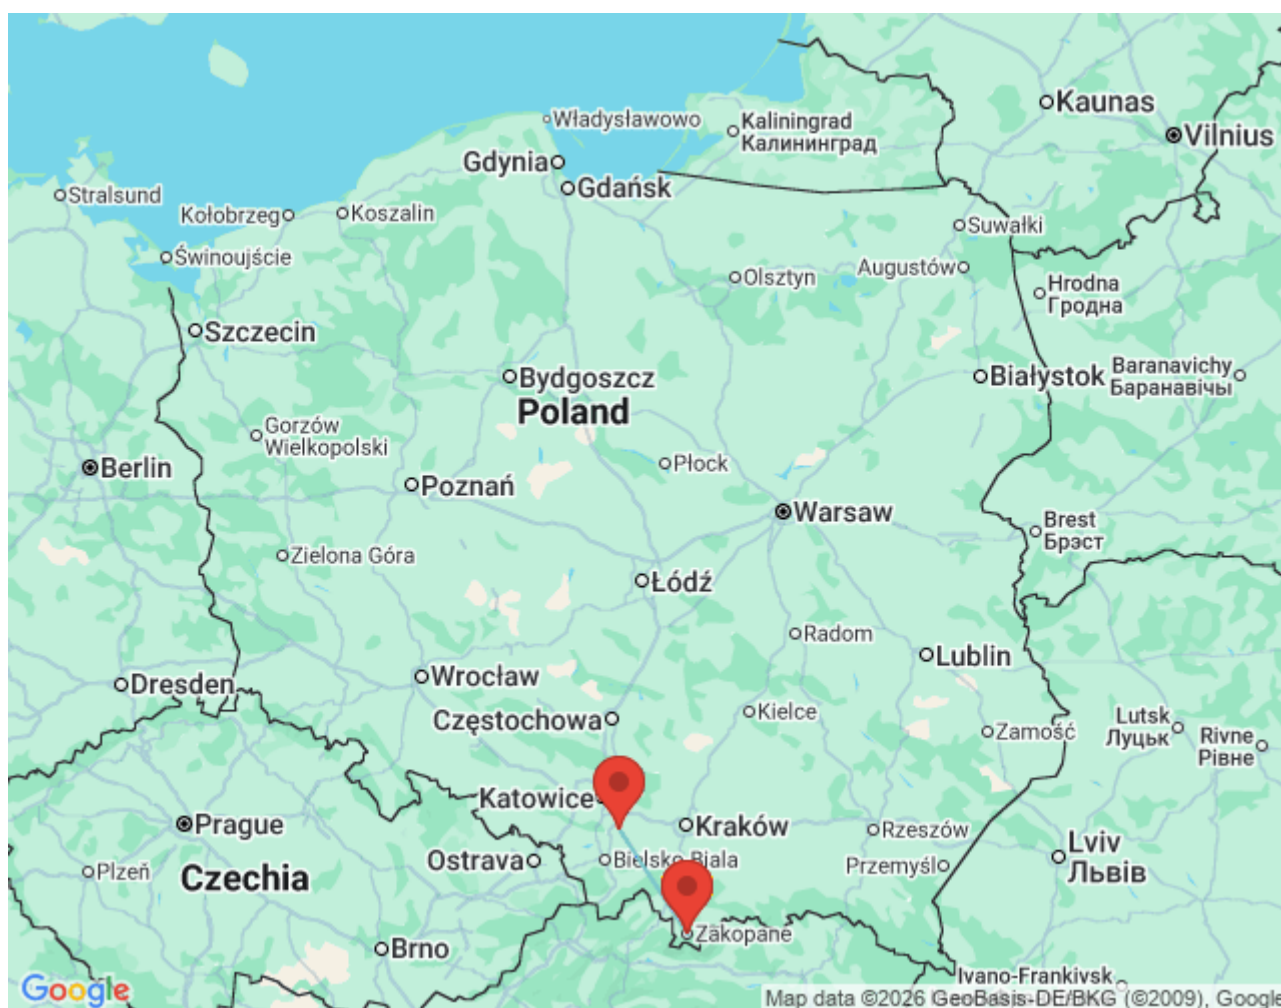 Władysławowo
Kaliningrad
Калининград
Kaunas
Vilnius
Gdynia
Gdańsk
Stralsund
Kołobrzeg
Koszalin
Suwałki
Świnoujście
Olsztyn
Augustów
Hrodna
Гродна
Szczecin
Bydgoszcz
Białystok
Baranavichy
Баранавічы
Poland
Gorzów
Wielkopolski
Berlin
Płock
Poznań
Warsaw
Brest
Брэст
Zielona Góra
Łódź
Radom
Lublin
Dresden
Wrocław
Częstochowa
Kielce
Zamość
Lutsk
Луцьк
Rivne
Рівне
Katowice
Prague
Kraków
Rzeszów
Lviv
Львів
Ostrava
Bielsko-Biala
Przemyśl
Plzeň
Czechia
Zakopane
Brno
Ivano-Frankivsk
Google
Map data ©2026 GeoBasis-DE/BKG (©2009), Google